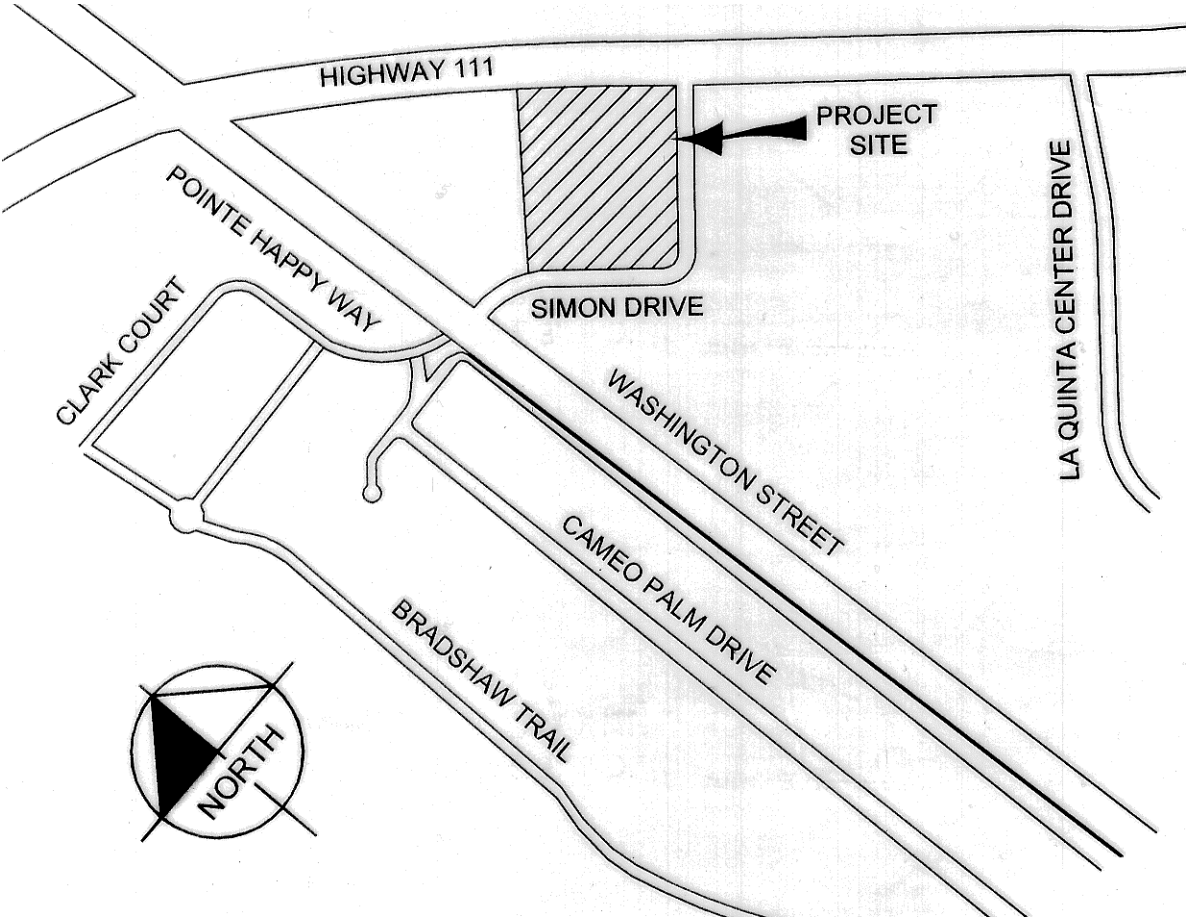 HIGHWAY 111
PROJECT
SITE
POINTE HAPPY WAY
CLARK COURT
SIMON DRIVE
LA QUINTA CENTER DRIVE
WASHINGTON STREET
CAMEO PALM DRIVE
BRADSHAW TRAIL
NORTH